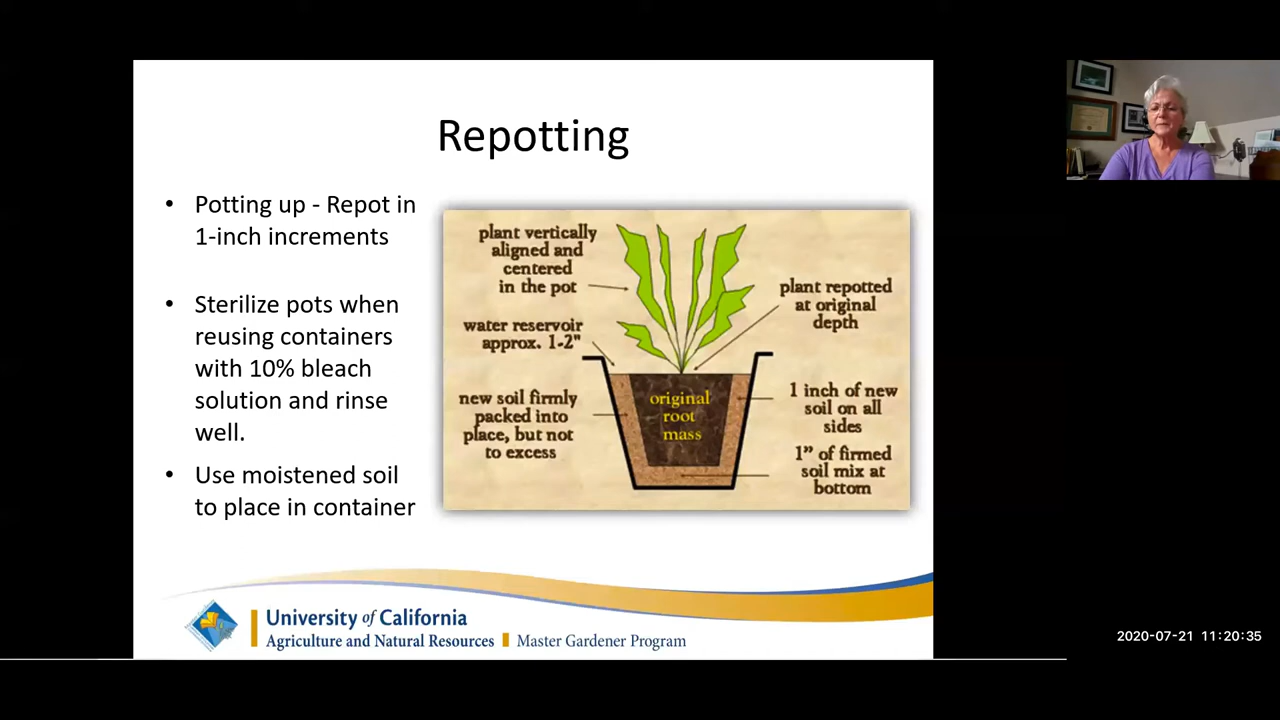 Repotting
• Potting up - Repot in
1-inch increments
• Sterilize pots when
reusing containers
with 10% bleach
solution and rinse
well.
• Use moistened soil
to place in container
plant vertically
aligned and
centered
in the pot
water reservoir
approx. 1-2"
new soil firmly
packed into
place, but not
to excess
original
root
mass
plant repotted
at original
depth
1 inch of new
soil on all
sides
1” of firmed
soil mix at
bottom
University of California
Agriculture and Natural Resources Master Gardener Program
2020-07-21 11:20:35